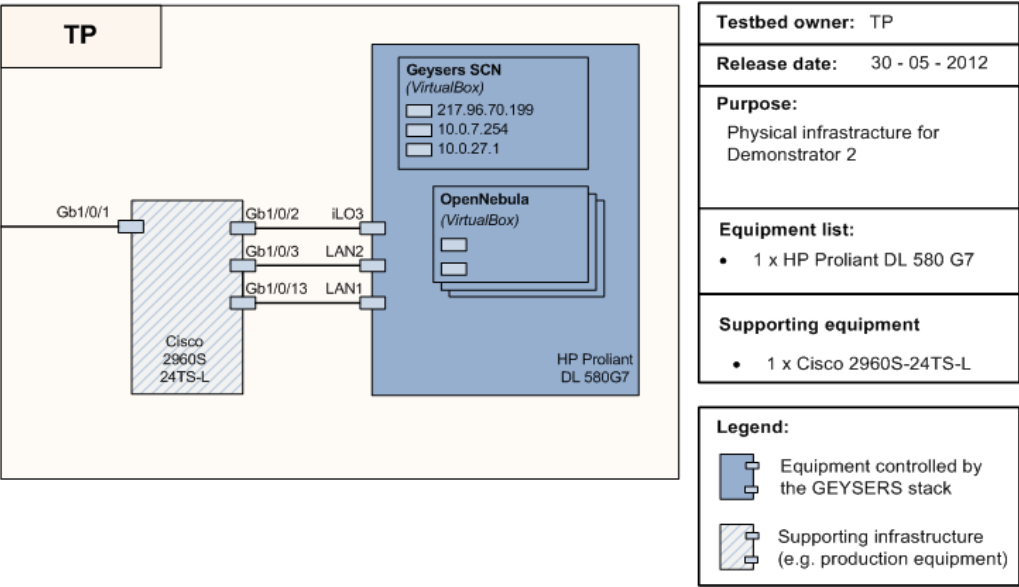 TP
Geysers SCN
(VirtualBox)
217.96.70.199
10.0.7.254
10.0.27.1
OpenNebula
(VirtualBox)
Gb1/0/1
Gb1/0/2
iLO3
Gb1/0/3
LAN2
Gb1/0/13
LAN1
Cisco
2960S
24TS-L
HP Proliant
DL 580G7
Testbed owner: TP
Release date: 30 - 05 - 2012
Purpose:
Physical infrastracture for
Demonstrator 2
Equipment list:
• 1 x HP Proliant DL 580 G7
Supporting equipment
• 1 x Cisco 2960S-24TS-L
Legend:
Equipment controlled by
the GEYSERS stack
Supporting infrastructure
(e.g. production equipment)